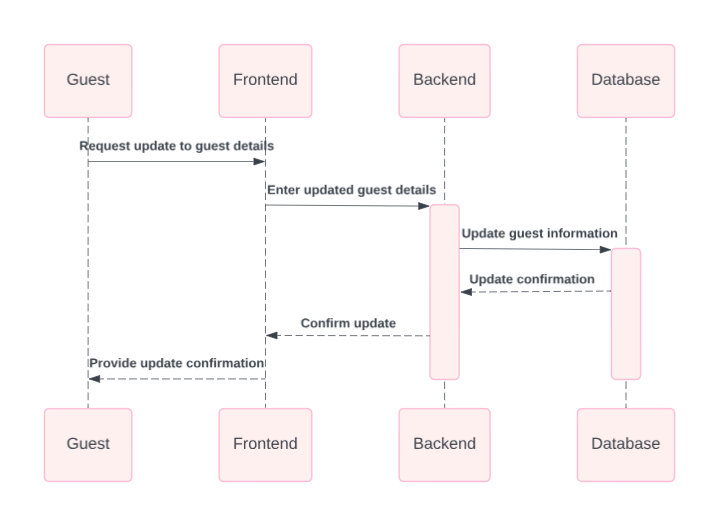 Guest
Frontend
Backend
Database
Request update to guest details
Enter updated guest details
Update guest information
Update confirmation
Confirm update
Provide update confirmation
Guest
Frontend
Backend
Database